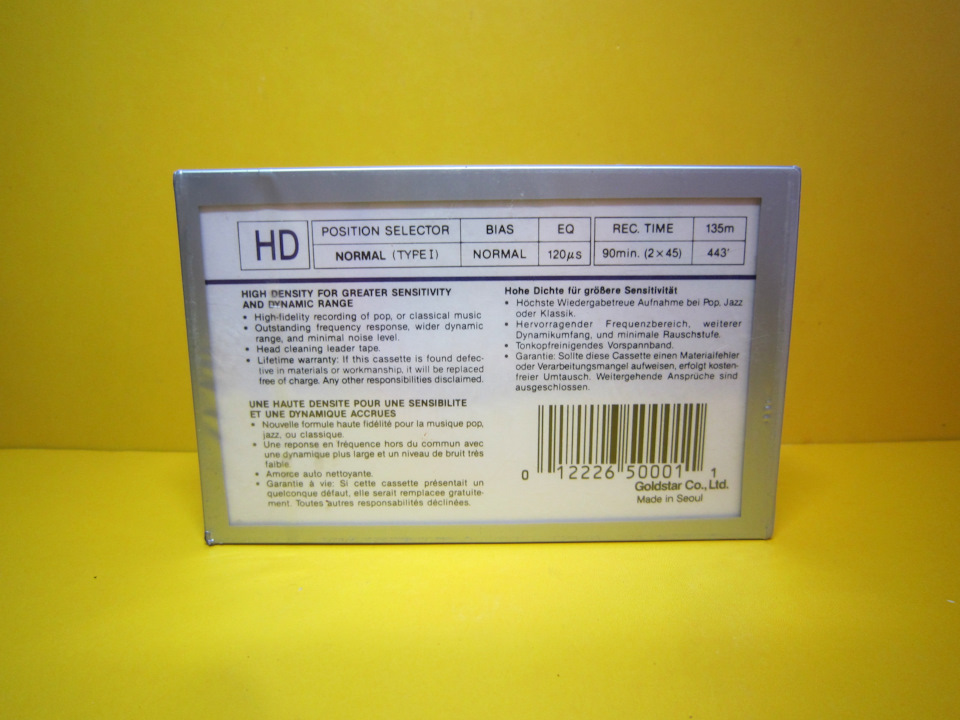 HD
POSITION SELECTOR BIAS EQ REC. TIME 135m
NORMAL (TYPE I) NORMAL 120µs 90min. (2×45) 443'
HIGH DENSITY FOR GREATER SENSITIVITY
AND DYNAMIC RANGE
• High-fidelity recording of pop, or classical music
• Outstanding frequency response, wider dynamic
range, and minimal noise level.
• Head cleaning leader tape.
• Lifetime warranty: If this cassette is found defec-
tive in materials or workmanship, it will be replaced
free of charge. Any other responsibilities disclaimed.
UNE HAUTE DENSITE POUR UNE SENSIBILITE
ET UNE DYNAMIQUE ACCRUES
• Nouvelle formule haute fidélité pour la musique pop,
jazz, ou classique.
• Une reponse en fréquence hors du commun avec
une dynamique plus large et un niveau de bruit très
faible.
• Amorce auto nettoyante.
• Garantie à vie: Si cette cassette présentait un
quelconque défaut, elle serait remplacee gratuite-
ment. Toutes autres responsabilités déclinées.
Hohe Dichte für größere Sensitivität
• Höchste Wiedergabetreue Aufnahme bei Pop, Jazz
oder Klassik.
• Hervorragender Frequenzbereich, weiterer
Dynamikumfang, und minimale Rauschstufe.
• Tonkopfreinigendes Vorspannband.
• Garantie: Sollte diese Cassette einen Materialfehler
oder Verarbeitungsmangel aufweisen, erfolgt kosten-
freier Umtausch. Weitergehende Ansprüche sind
ausgeschlossen.
0 12226 50001 1
Goldstar Co., Ltd.
Made in Seoul